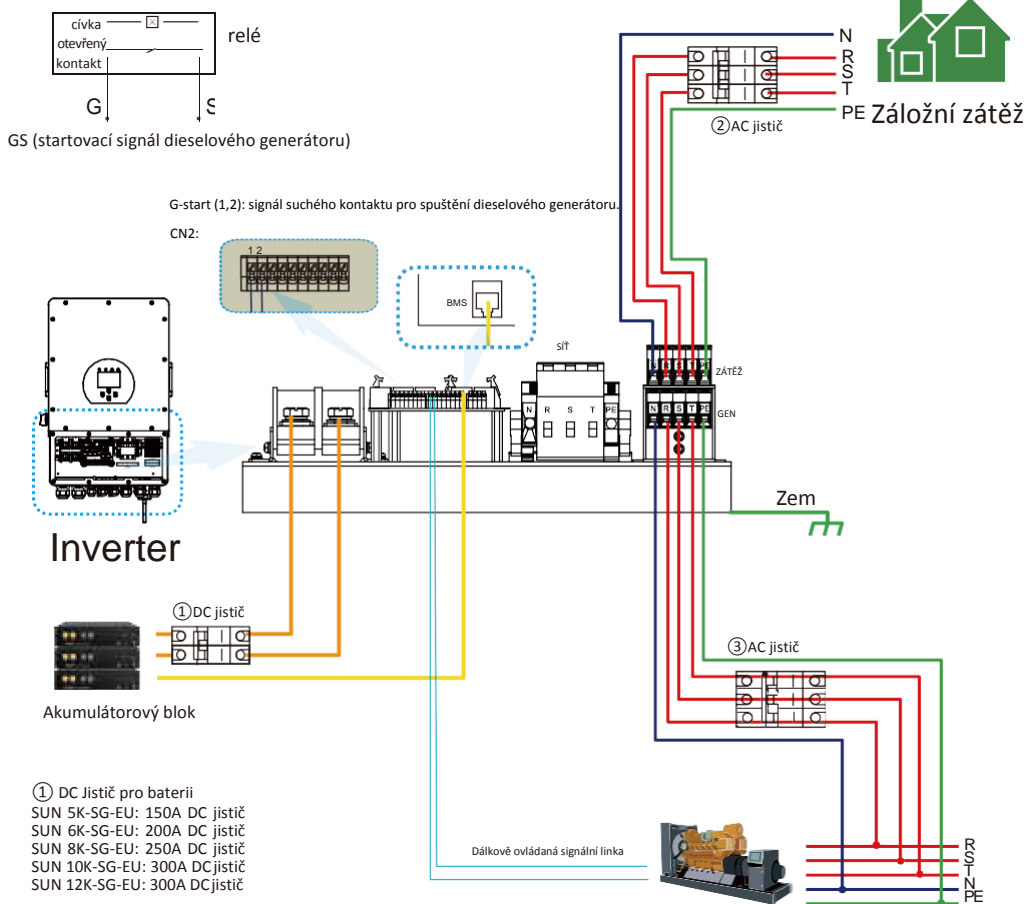 cívka
otevřený
kontakt
relé
G
S
GS (startovací signál dieselového generátoru)
N
R
S
T
PE
Záložní zátěž
②AC jistič
G-start (1,2): signál suchého kontaktu pro spuštění dieselového generátoru.
CN2:
1 2
BMS
SÍŤ
N R S T PE
N R S T PE
ZÁTĚŽ
N R S T PE
GEN
Zem
Inverter
①DC jistič
Akumulátorový blok
③AC jistič
① DC Jistič pro baterii
SUN 5K-SG-EU: 150A DC jistič
SUN 6K-SG-EU: 200A DC jistič
SUN 8K-SG-EU: 250A DC jistič
SUN 10K-SG-EU: 300A DC jistič
SUN 12K-SG-EU: 300A DC jistič
Dálkově ovládaná signální linka
R
S
T
N
PE